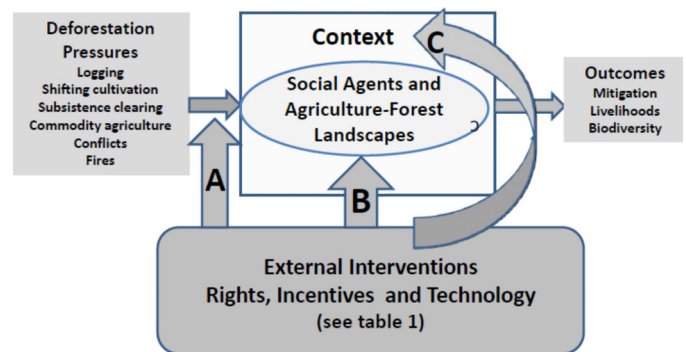 Deforestation
Pressures
Logging
Shifting cultivation
Subsistence clearing
Commodity agriculture
Conflicts
Fires
Context
C
Social Agents and
Agriculture-Forest
Landscapes
Outcomes
Mitigation
Livelihoods
Biodiversity
A
B
External Interventions
Rights, Incentives and Technology
(see table 1)